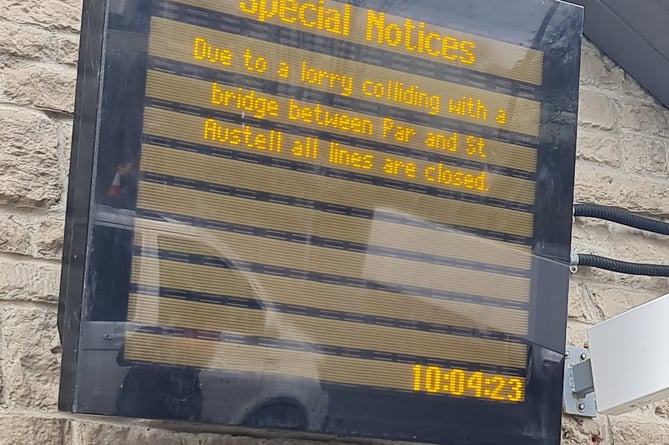 Special Notices
Due to a lorry colliding with a
bridge between Par and St
Austell all lines are closed.
10:04:23